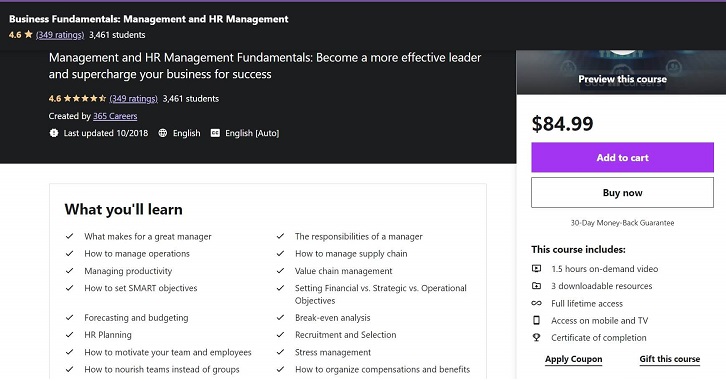 Business Fundamentals: Management and HR Management
4.6 ★ (349 ratings) 3,461 students
Management and HR Management Fundamentals: Become a more effective leader
and supercharge your business for success
4.6 (349 ratings) 3,461 students
Created by 365 Careers
Last updated 10/2018 English CC English [Auto]
Preview this course
$84.99
Add to cart
Buy now
30-Day Money-Back Guarantee
This course includes:
1.5 hours on-demand video
3 downloadable resources
Full lifetime access
Access on mobile and TV
Certificate of completion
Apply Coupon Gift this course
What you'll learn
What makes for a great manager
The responsibilities of a manager
How to manage operations
How to manage supply chain
Managing productivity
Value chain management
How to set SMART objectives
Setting Financial vs. Strategic vs. Operational
Objectives
Forecasting and budgeting
Break-even analysis
HR Planning
Recruitment and Selection
How to motivate your team and employees
Stress management
How to nourish teams instead of groups
How to organize compensations and benefits